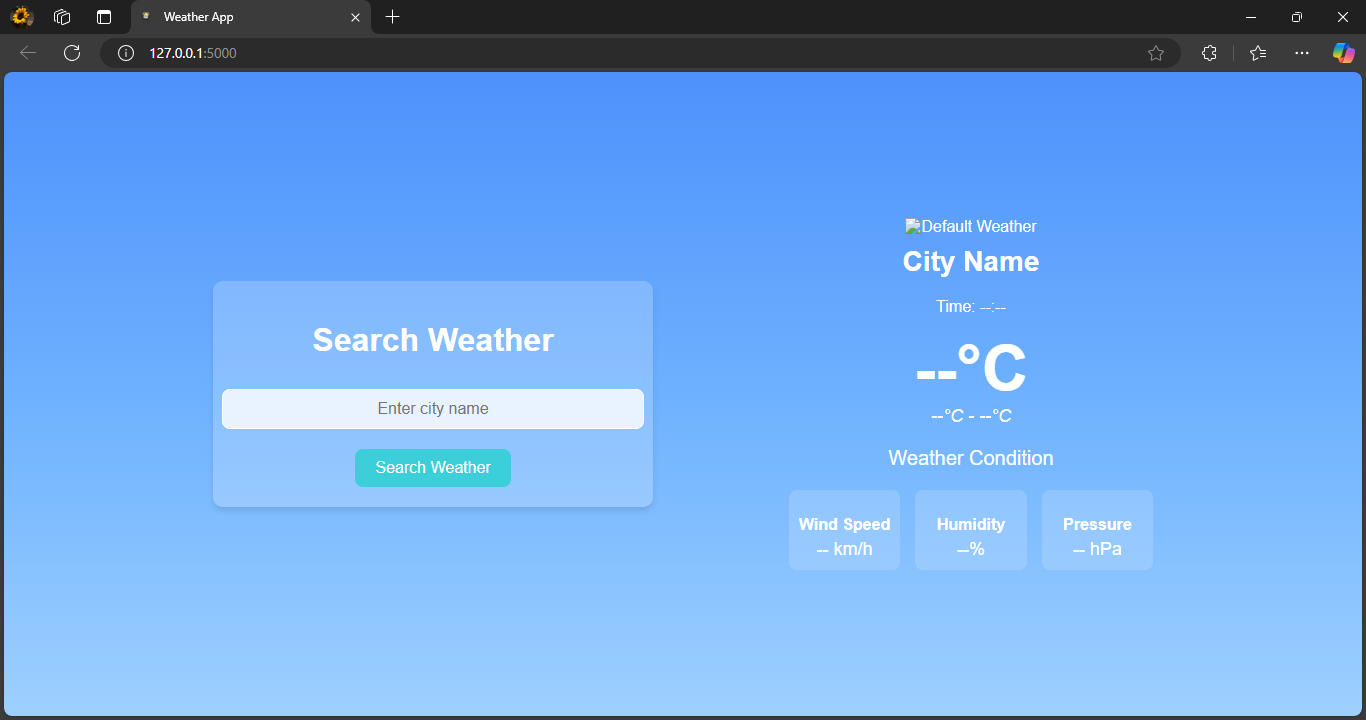 Weather App
127.0.0.1:5000
Search Weather
Enter city name
Search Weather
Default Weather
City Name
Time: --:--
--°C
--°C - --°C
Weather Condition
Wind Speed
-- km/h
Humidity
--%
Pressure
-- hPa